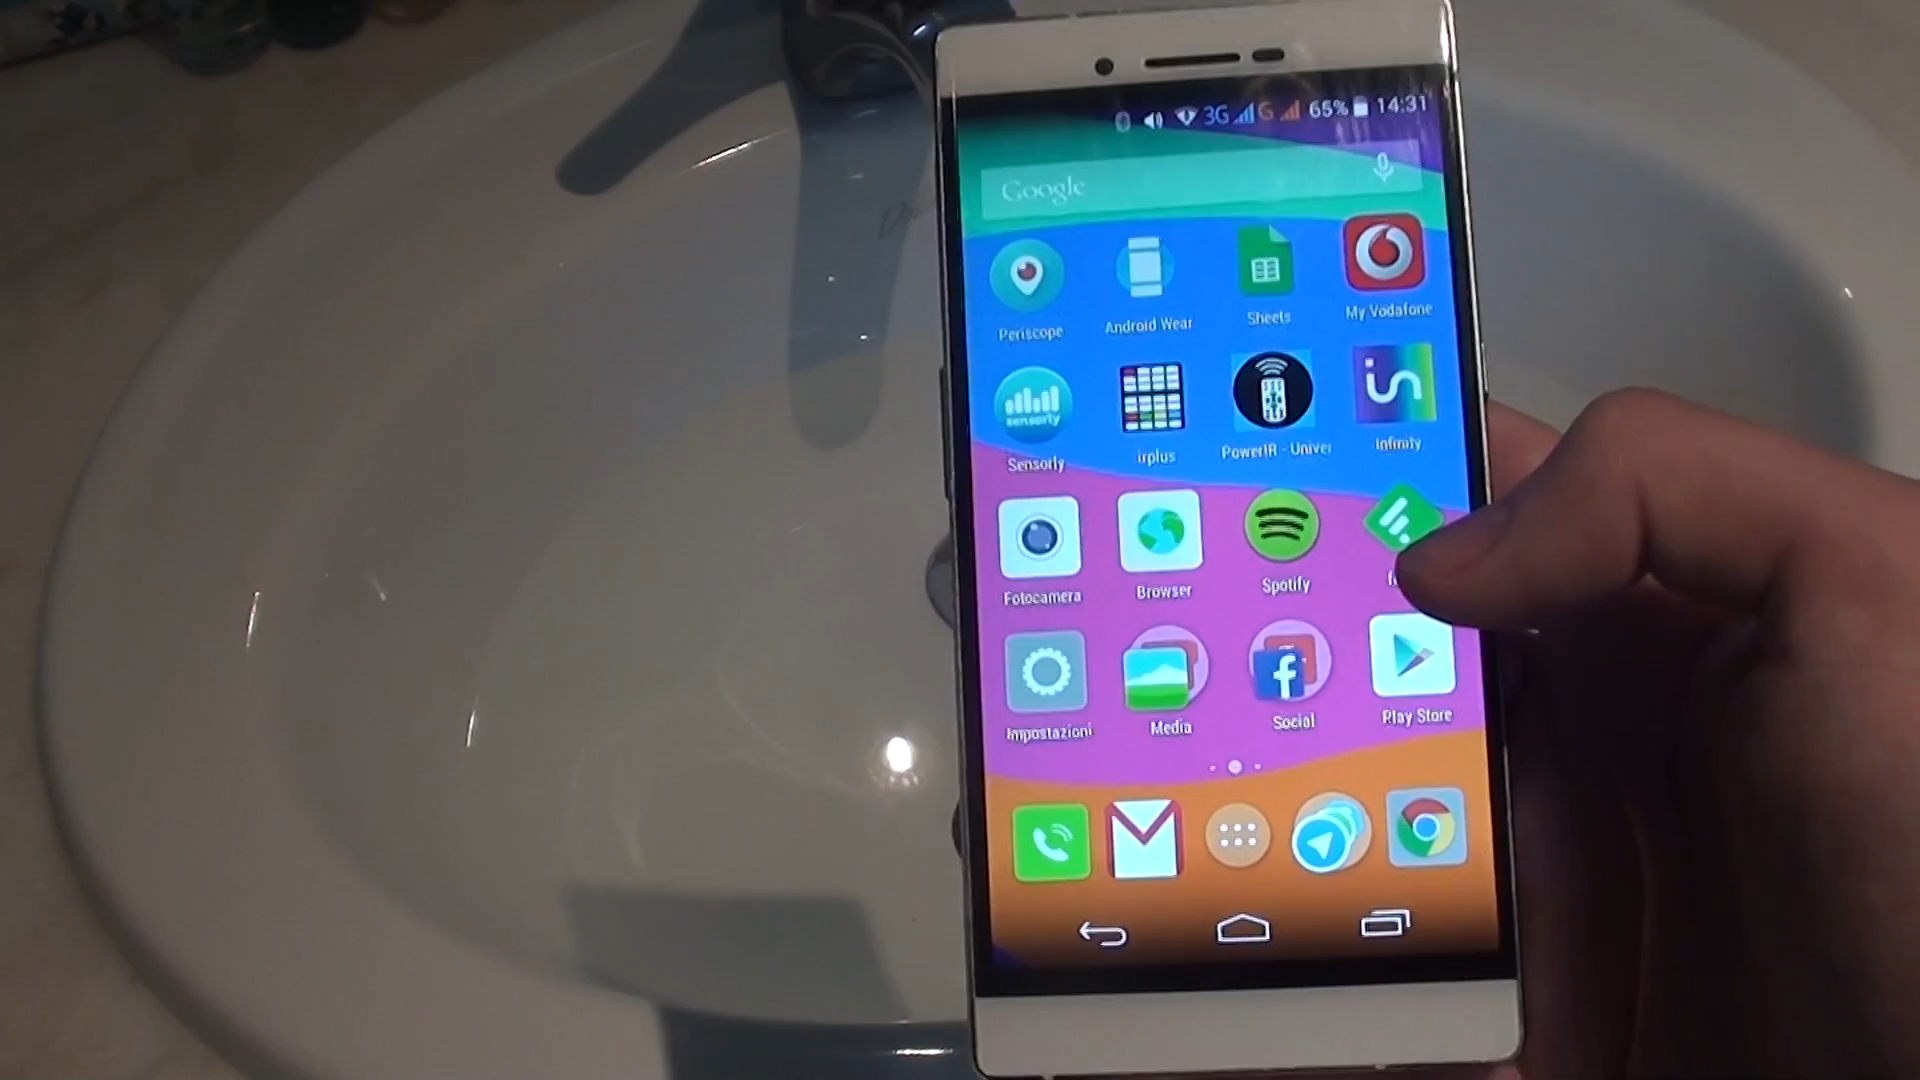 3G G 65% 14:31
Google
Periscope Android Wear Sheets My Vodafone
sensorly
Sensorly irplus PowerIR - Univer Infinity
Fotocamera Browser Spotify
Impostazioni Media Social Play Store